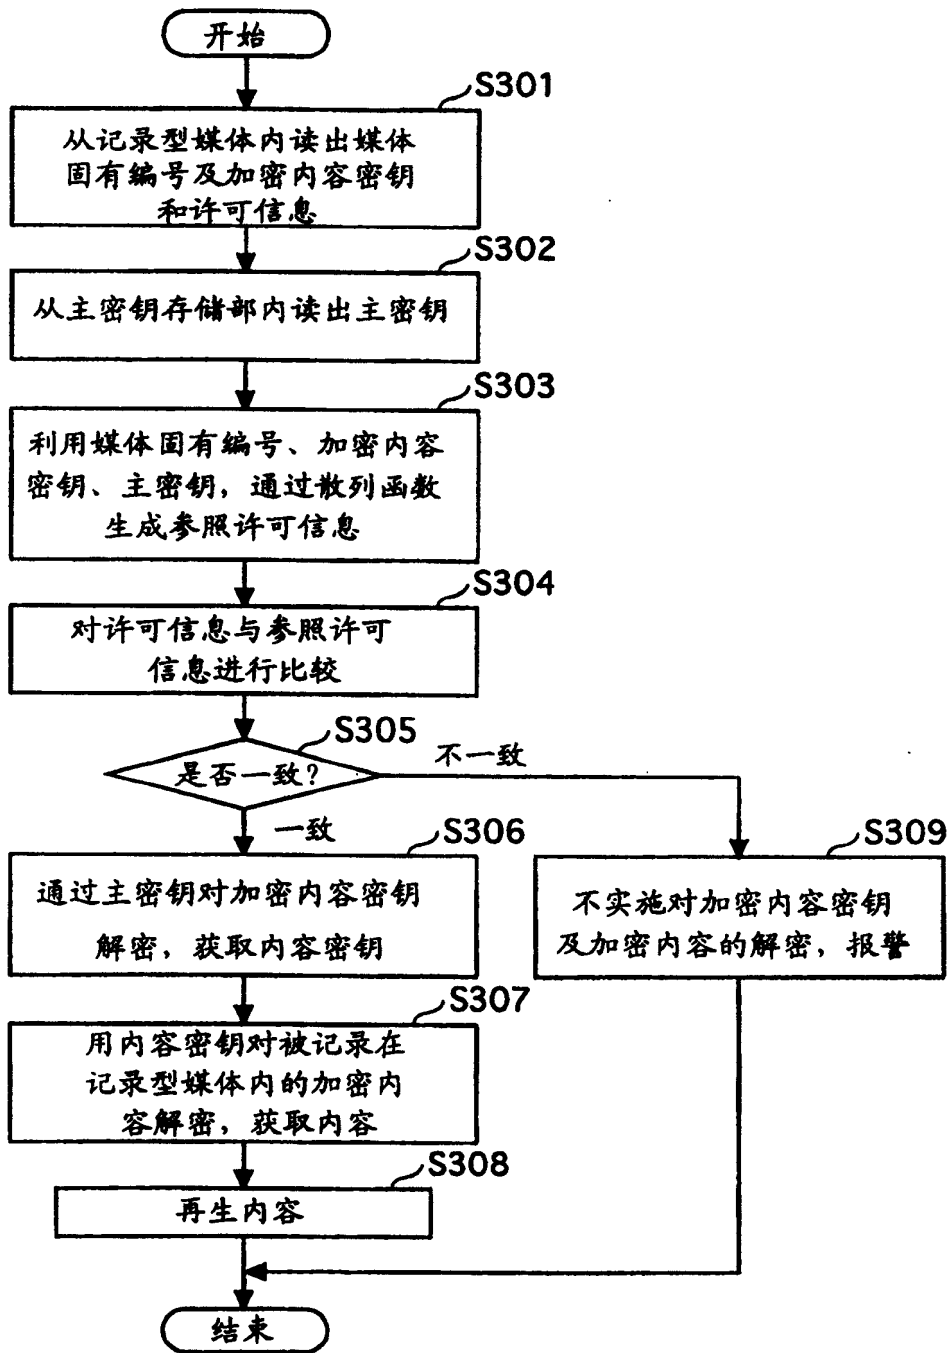 开始
S301
从记录型媒体内读出媒体
固有编号及加密内容密钥
和许可信息
S302
从主密钥存储部内读出主密钥
S303
利用媒体固有编号、加密内容
密钥、主密钥，通过散列函数
生成参照许可信息
S304
对许可信息与参照许可
信息进行比较
S305
是否一致？
不一致
一致
S306
通过主密钥对加密内容密钥
解密，获取内容密钥
S309
不实施对加密内容密钥
及加密内容的解密，报警
S307
用内容密钥对被记录在
记录型媒体内的加密内
容解密，获取内容
S308
再生内容
结束